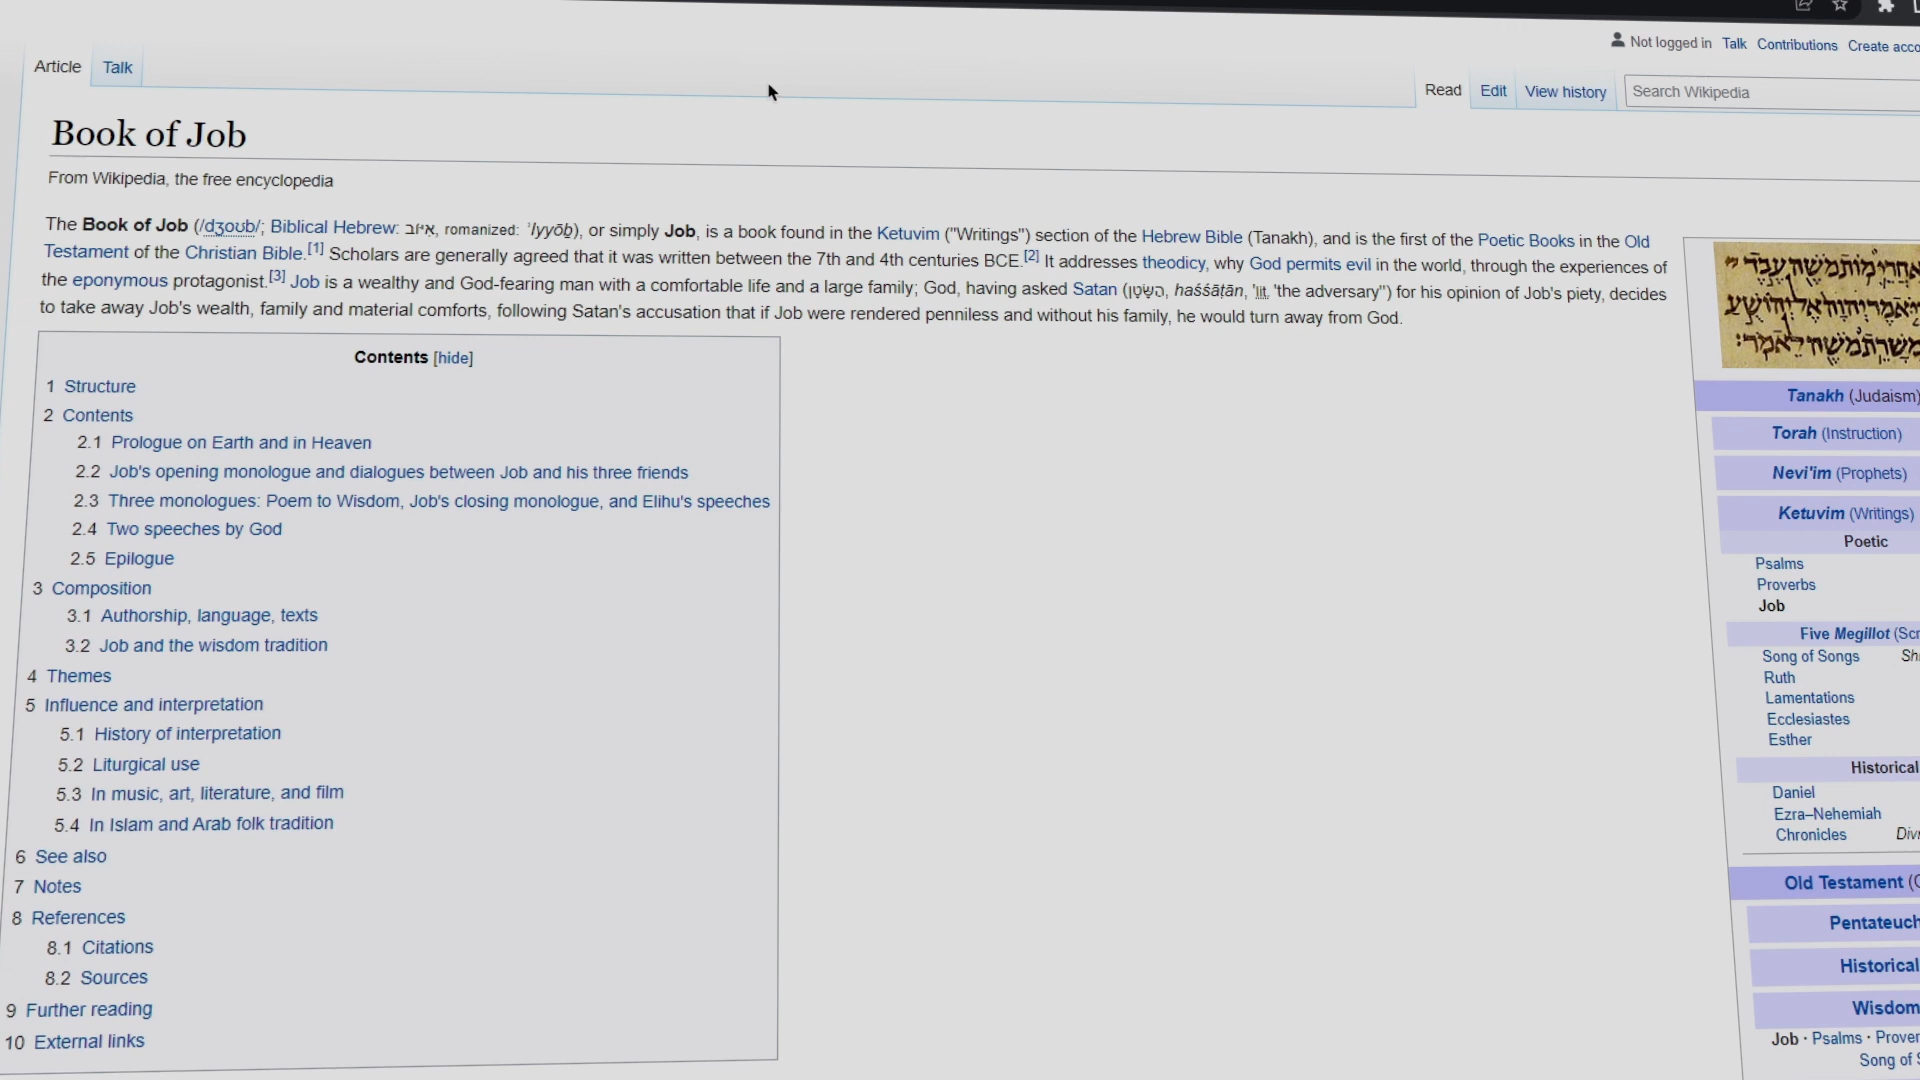 Not logged in Talk Contributions Create acco
Article Talk
Read Edit View history Search Wikipedia
Book of Job
From Wikipedia, the free encyclopedia
The Book of Job (/dʒoʊb/; Biblical Hebrew: אִיּוֹב, romanized: ʾIyyōḇ), or simply Job, is a book found in the Ketuvim ("Writings") section of the Hebrew Bible (Tanakh), and is the first of the Poetic Books in the Old
Testament of the Christian Bible.[1] Scholars are generally agreed that it was written between the 7th and 4th centuries BCE.[2] It addresses theodicy, why God permits evil in the world, through the experiences of
the eponymous protagonist.[3] Job is a wealthy and God-fearing man with a comfortable life and a large family; God, having asked Satan (הַשָּׂטָן, haśśāṭān, 'lit. 'the adversary'') for his opinion of Job's piety, decides
to take away Job's wealth, family and material comforts, following Satan's accusation that if Job were rendered penniless and without his family, he would turn away from God.
Contents [hide]
1 Structure
2 Contents
2.1 Prologue on Earth and in Heaven
2.2 Job's opening monologue and dialogues between Job and his three friends
2.3 Three monologues: Poem to Wisdom, Job's closing monologue, and Elihu's speeches
2.4 Two speeches by God
2.5 Epilogue
3 Composition
3.1 Authorship, language, texts
3.2 Job and the wisdom tradition
4 Themes
5 Influence and interpretation
5.1 History of interpretation
5.2 Liturgical use
5.3 In music, art, literature, and film
5.4 In Islam and Arab folk tradition
6 See also
7 Notes
8 References
8.1 Citations
8.2 Sources
9 Further reading
10 External links
Tanakh (Judaism)
Torah (Instruction)
Nevi'im (Prophets)
Ketuvim (Writings)
Poetic
Psalms
Proverbs
Job
Five Megillot (Scr
Song of Songs Sh
Ruth
Lamentations
Ecclesiastes
Esther
Historical
Daniel
Ezra–Nehemiah
Chronicles Divr
Old Testament (C
Pentateuch
Historical
Wisdom
Job · Psalms · Prover
Song of S